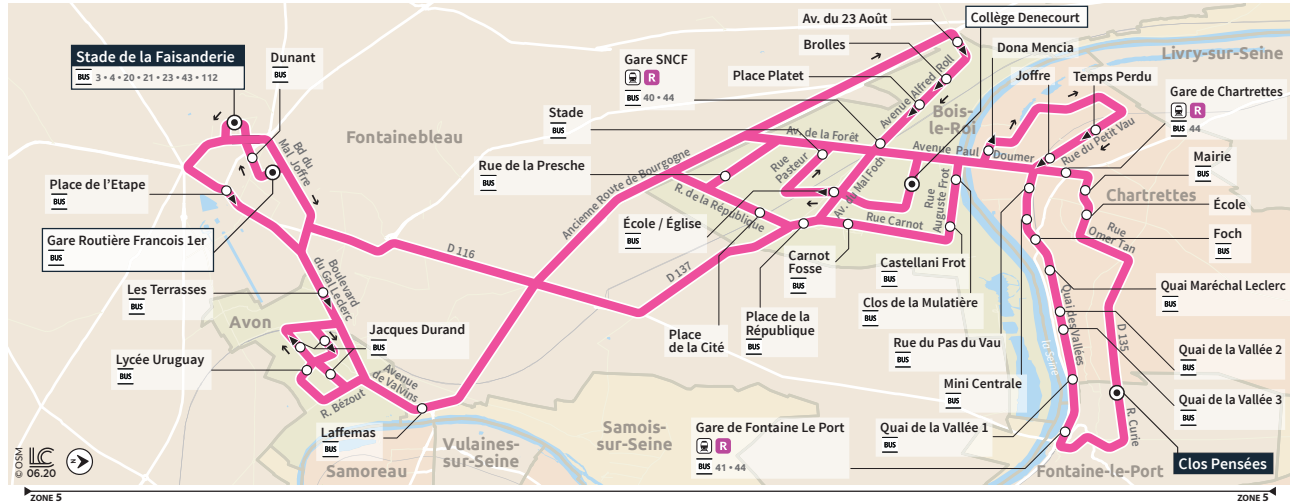 Stade de la Faisanderie
BUS 3 • 4 • 20 • 21 • 23 • 43 • 112
Dunant
BUS
Bd du
Mal Joffre
Place de l'Etape
BUS
Gare Routière Francois 1er
BUS
Les Terrasses
BUS
Boulevard
du Gal Leclerc
Avon
Lycée Uruguay
BUS
Jacques Durand
BUS
R. Bézout
Avenue
de Valvins
Laffemas
BUS
Fontainebleau
D 116
Samoreau
Vulaines-
sur-Seine
Samois-
sur-Seine
Ancienne Route de Bourgogne
D 137
Stade
BUS
Rue de la Presche
BUS
Gare SNCF
R
BUS 40 • 44
Place Platet
Brolles
Av. du 23 Août
Collège Denecourt
Dona Mencia
BUS
Joffre
Temps Perdu
Livry-sur-Seine
Gare de Chartrettes
R
BUS 44
Avenue Alfred Roll
Bois-
le-Roi
Av. de la Forêt
Avenue Paul Doumer
Rue du Petit Vau
Rue
Pasteur
R. de la République
Av. du Mal Foch
Rue Carnot
Rue
Auguste Frot
École / Église
BUS
Place
de la Cité
Place de la
République
BUS
Carnot
Fosse
BUS
Castellani Frot
BUS
Clos de la Mulatière
BUS
Rue du Pas du Vau
BUS
Mini Centrale
BUS
Mairie
BUS
Chartrettes
École
BUS
Foch
BUS
Rue
Omer Tan
Quai Maréchal Leclerc
BUS
Quai des Vallées
la Seine
D 135
Quai de la Vallée 2
BUS
Quai de la Vallée 3
BUS
Quai de la Vallée 1
BUS
Gare de Fontaine Le Port
R
BUS 41 • 44
R. Curie
Clos Pensées
Fontaine-le-Port
© OSM
LC
06.20
N
ZONE 5
ZONE 5